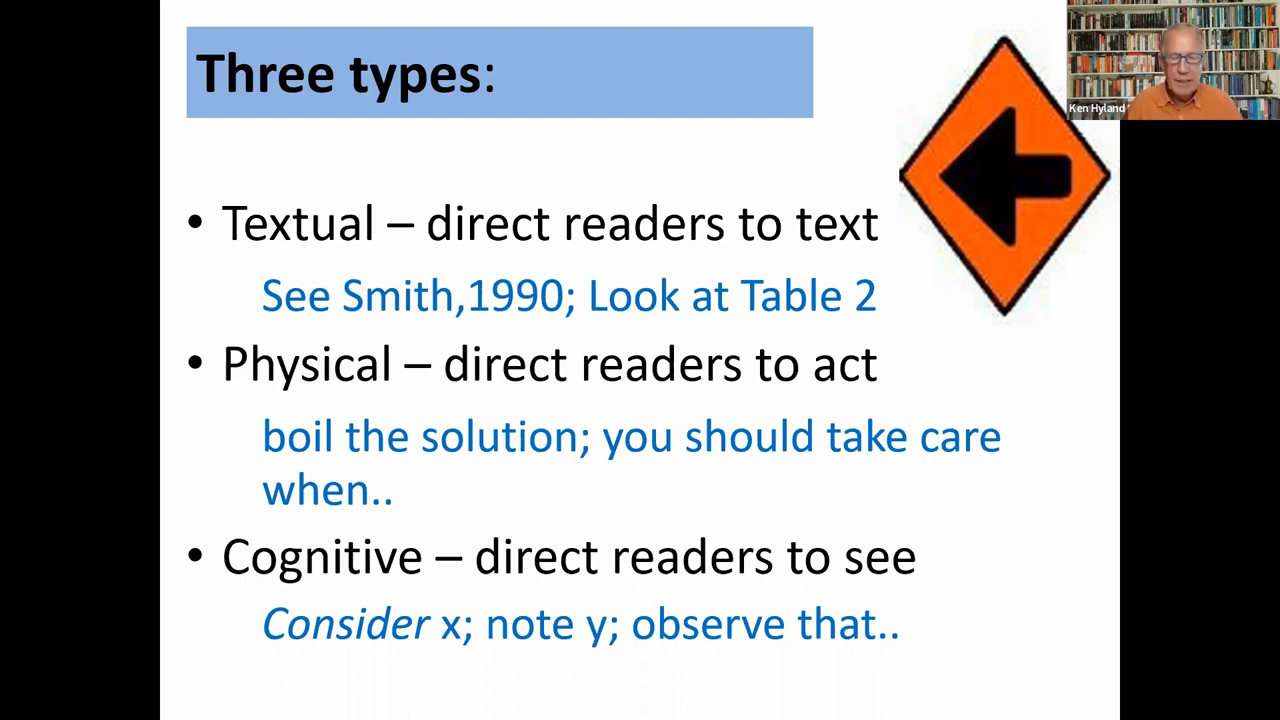 Three types:
Ken Hyland
• Textual – direct readers to text
See Smith,1990; Look at Table 2
• Physical – direct readers to act
boil the solution; you should take care
when..
• Cognitive – direct readers to see
Consider x; note y; observe that..